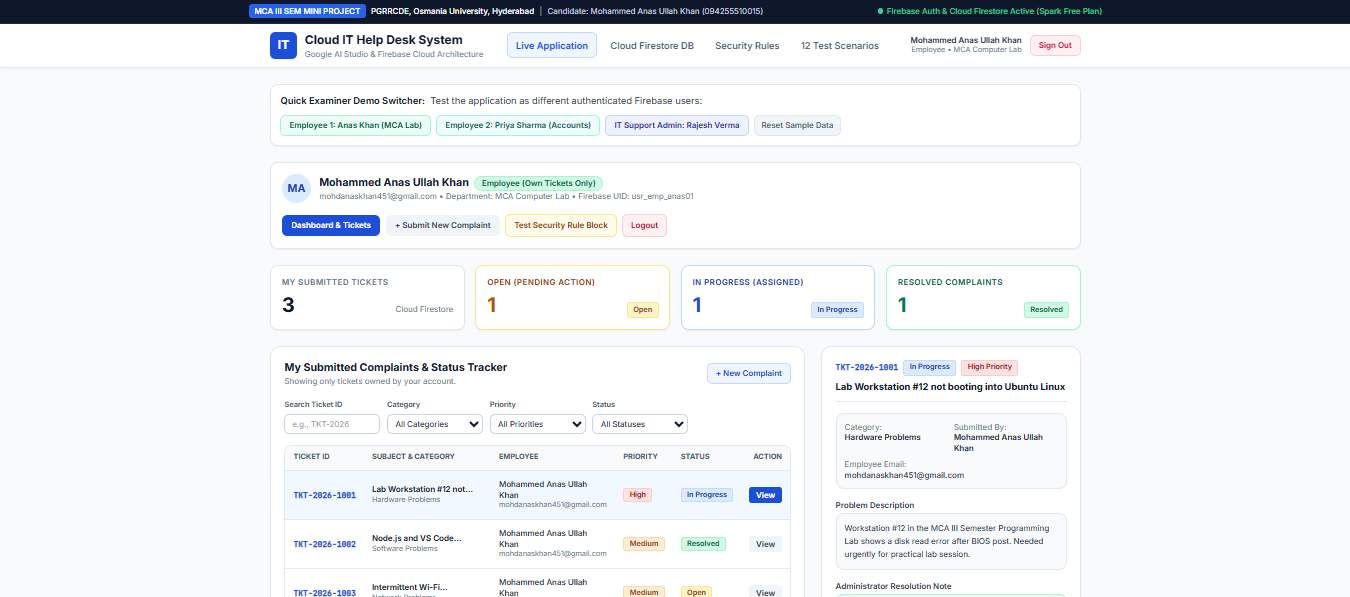 MCA III SEM MINI PROJECT PGRRCDE, Osmania University, Hyderabad | Candidate: Mohammed Anas Ullah Khan (094255510015) ● Firebase Auth & Cloud Firestore Active (Spark Free Plan)
IT Cloud IT Help Desk System
Google AI Studio & Firebase Cloud Architecture
Live Application Cloud Firestore DB Security Rules 12 Test Scenarios
Mohammed Anas Ullah Khan
Employee • MCA Computer Lab
Sign Out
Quick Examiner Demo Switcher: Test the application as different authenticated Firebase users:
Employee 1: Anas Khan (MCA Lab) Employee 2: Priya Sharma (Accounts) IT Support Admin: Rajesh Verma Reset Sample Data
MA Mohammed Anas Ullah Khan Employee (Own Tickets Only)
mohdanaskhan451@gmail.com • Department: MCA Computer Lab • Firebase UID: usr_emp_anas01
Dashboard & Tickets + Submit New Complaint Test Security Rule Block Logout
MY SUBMITTED TICKETS
3 Cloud Firestore
OPEN (PENDING ACTION)
1 Open
IN PROGRESS (ASSIGNED)
1 In Progress
RESOLVED COMPLAINTS
1 Resolved
My Submitted Complaints & Status Tracker
Showing only tickets owned by your account.
+ New Complaint
Search Ticket ID Category Priority Status
e.g., TKT-2026 All Categories All Priorities All Statuses
TICKET ID SUBJECT & CATEGORY EMPLOYEE PRIORITY STATUS ACTION
TKT-2026-1001
Lab Workstation #12 not...
Hardware Problems
Mohammed Anas Ullah
Khan
mohdanaskhan451@gmail.com
High In Progress View
TKT-2026-1002
Node.js and VS Code...
Software Problems
Mohammed Anas Ullah
Khan
mohdanaskhan451@gmail.com
Medium Resolved View
TKT-2026-1003
Intermittent Wi-Fi...
Network Problems
Mohammed Anas Ullah
Khan
Medium Open View
TKT-2026-1001 In Progress High Priority
Lab Workstation #12 not booting into Ubuntu Linux
Category:
Hardware Problems
Submitted By:
Mohammed Anas Ullah
Khan
Employee Email:
mohdanaskhan451@gmail.com
Problem Description
Workstation #12 in the MCA III Semester Programming
Lab shows a disk read error after BIOS post. Needed
urgently for practical lab session.
Administrator Resolution Note